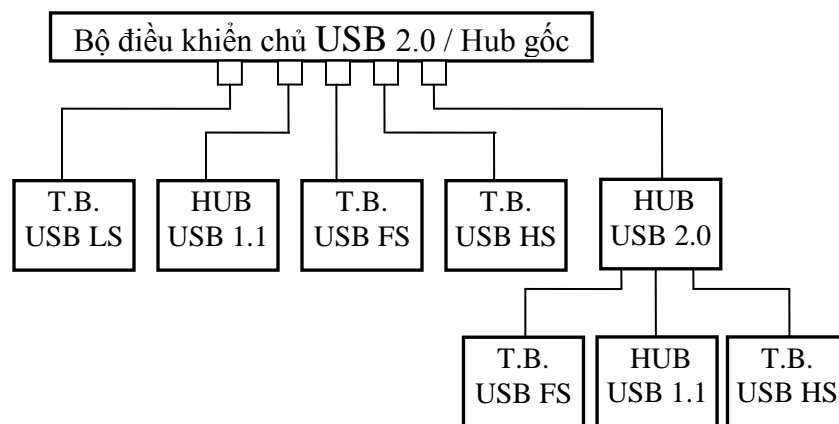 Bộ điều khiển chủ USB 2.0 / Hub gốc
T.B.
USB LS
HUB
USB 1.1
T.B.
USB FS
T.B.
USB HS
HUB
USB 2.0
T.B.
USB FS
HUB
USB 1.1
T.B.
USB HS